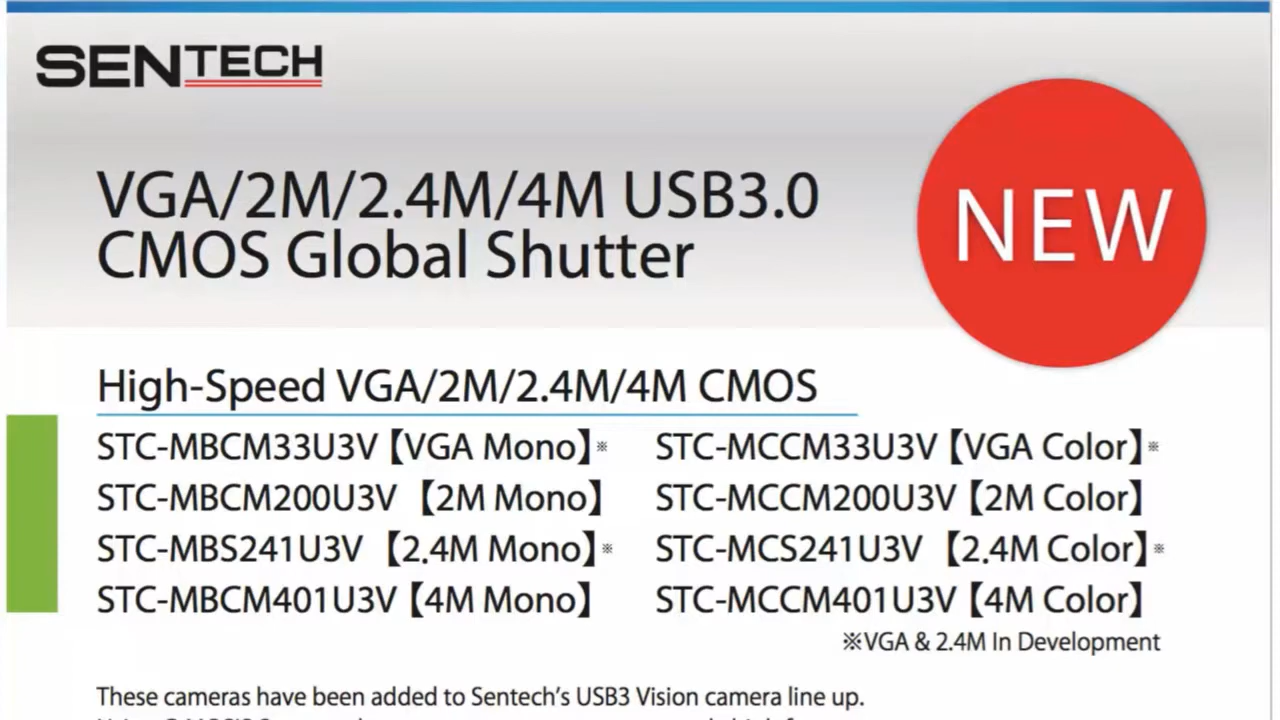 SENTECH
VGA/2M/2.4M/4M USB3.0
CMOS Global Shutter
NEW
High-Speed VGA/2M/2.4M/4M CMOS
STC-MBCM33U3V【VGA Mono】※ STC-MCCM33U3V【VGA Color】※
STC-MBCM200U3V 【2M Mono】 STC-MCCM200U3V【2M Color】
STC-MBS241U3V 【2.4M Mono】※ STC-MCS241U3V 【2.4M Color】※
STC-MBCM401U3V【4M Mono】 STC-MCCM401U3V【4M Color】
※VGA & 2.4M In Development
These cameras have been added to Sentech's USB3 Vision camera line up.